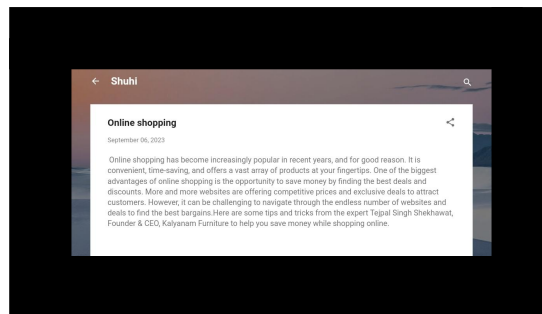 Shuhi
Online shopping
September 06, 2023
Online shopping has become increasingly popular in recent years, and for good reason. It is
convenient, time-saving, and offers a vast array of products at your fingertips. One of the biggest
advantages of online shopping is the opportunity to save money by finding the best deals and
discounts. More and more websites are offering competitive prices and exclusive deals to attract
customers. However, it can be challenging to navigate through the endless number of websites and
deals to find the best bargains.Here are some tips and tricks from the expert Tejpal Singh Shekhawat,
Founder & CEO, Kalyanam Furniture to help you save money while shopping online.